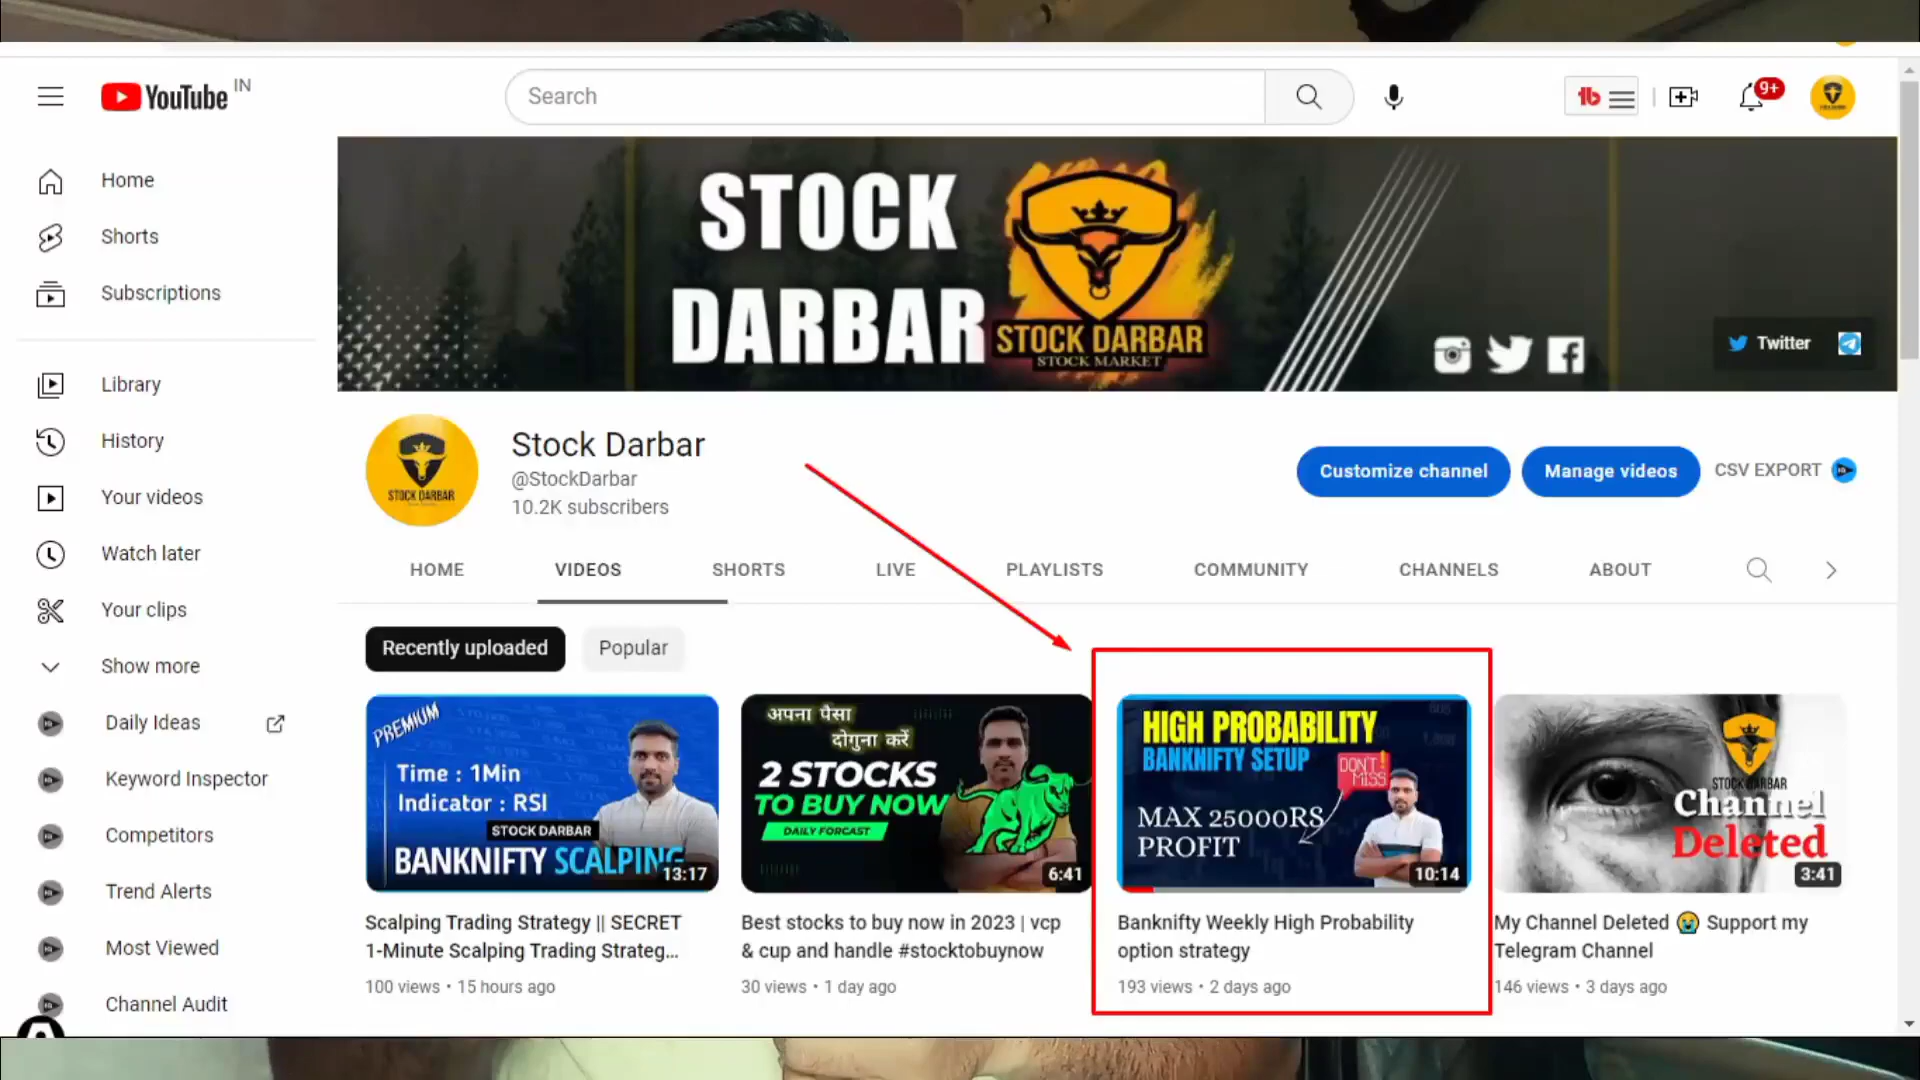 YouTube IN
Search
9+
Home
Shorts
Subscriptions
Library
History
Your videos
Watch later
Your clips
Show more
Daily Ideas
Keyword Inspector
Competitors
Trend Alerts
Most Viewed
Channel Audit
STOCK
DARBAR
STOCK DARBAR
STOCK MARKET
Twitter
STOCK DARBAR
Stock Darbar
@StockDarbar
10.2K subscribers
Customize channel
Manage videos
CSV EXPORT
HOME
VIDEOS
SHORTS
LIVE
PLAYLISTS
COMMUNITY
CHANNELS
ABOUT
Recently uploaded
Popular
PREMIUM
Time : 1Min
Indicator : RSI
STOCK DARBAR
BANKNIFTY SCALPING
13:17
Scalping Trading Strategy || SECRET
1-Minute Scalping Trading Strateg...
100 views • 15 hours ago
अपना पैसा
दोगुना करें
2 STOCKS
TO BUY NOW
DAILY FORCAST
6:41
Best stocks to buy now in 2023 | vcp
& cup and handle #stocktobuynow
30 views • 1 day ago
HIGH PROBABILITY
BANKNIFTY SETUP
DON'T
MISS
MAX 25000RS
PROFIT
10:14
Banknifty Weekly High Probability
option strategy
193 views • 2 days ago
STOCK DARBAR
Channel
Deleted
3:41
My Channel Deleted 😭 Support my
Telegram Channel
146 views • 3 days ago